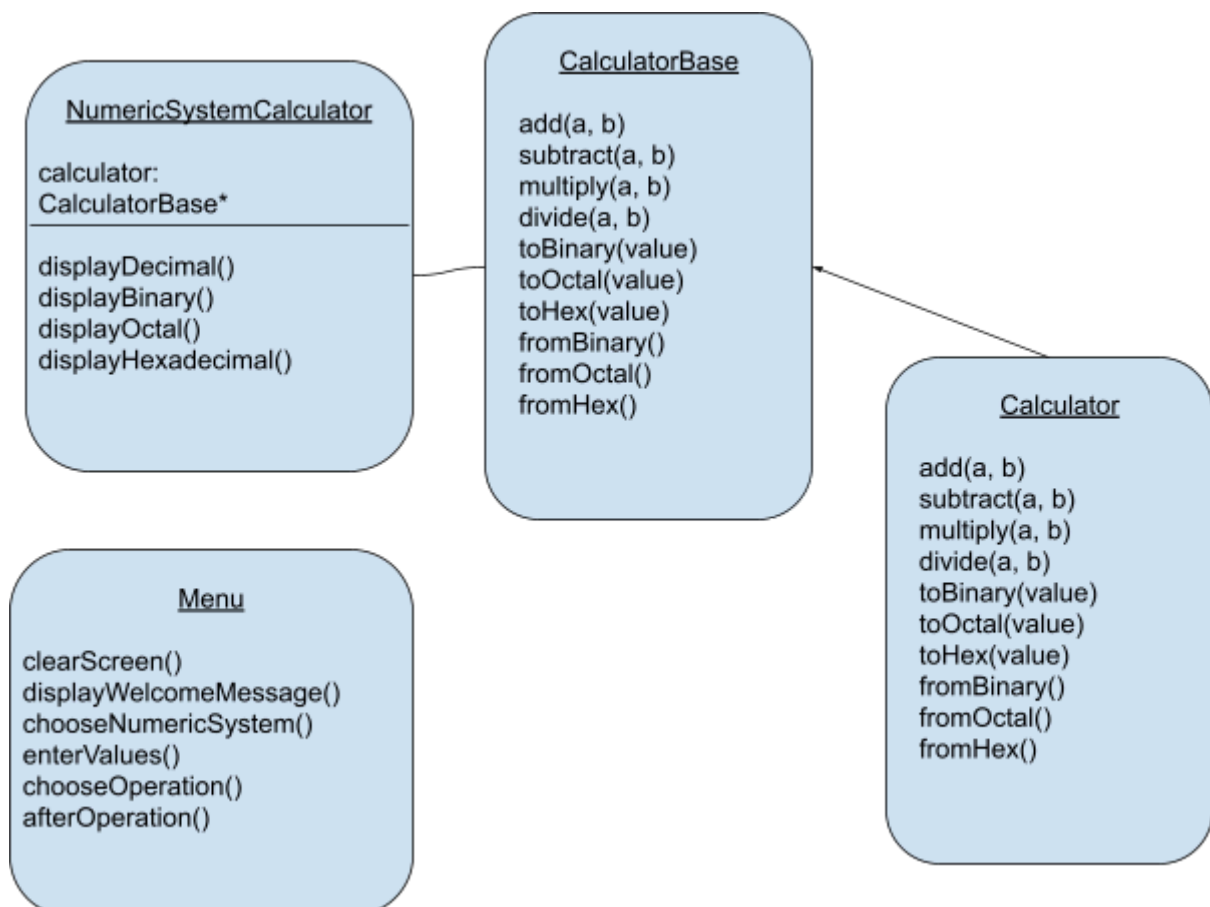 NumericSystemCalculator
calculator:
CalculatorBase*
displayDecimal()
displayBinary()
displayOctal()
displayHexadecimal()
CalculatorBase
add(a, b)
subtract(a, b)
multiply(a, b)
divide(a, b)
toBinary(value)
toOctal(value)
toHex(value)
fromBinary()
fromOctal()
fromHex()
Calculator
add(a, b)
subtract(a, b)
multiply(a, b)
divide(a, b)
toBinary(value)
toOctal(value)
toHex(value)
fromBinary()
fromOctal()
fromHex()
Menu
clearScreen()
displayWelcomeMessage()
chooseNumericSystem()
enterValues()
chooseOperation()
afterOperation()